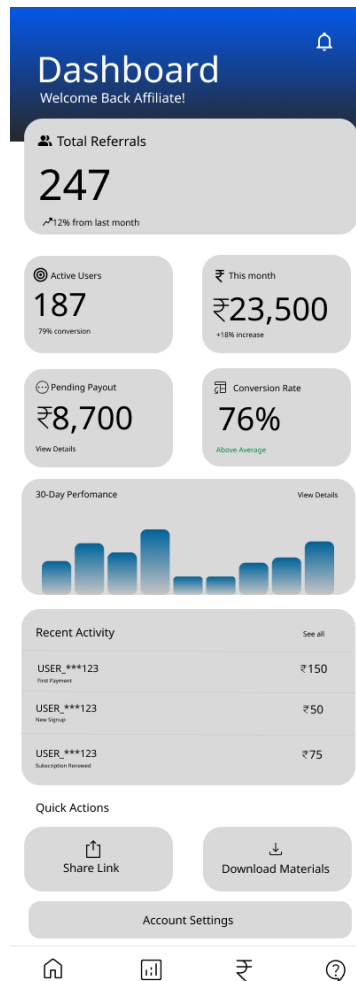 Dashboard
Welcome Back Affiliate!
Total Referrals
247
12% from last month
Active Users
187
79% conversion
₹ This month
₹23,500
+18% increase
Pending Payout
₹8,700
View Details
Conversion Rate
76%
Above Average
30-Day Perfomance
View Details
Recent Activity
See all
USER_***123
₹150
First Payment
USER_***123
₹50
New Signup
USER_***123
₹75
Subscription Renewed
Quick Actions
Share Link
Download Materials
Account Settings
₹